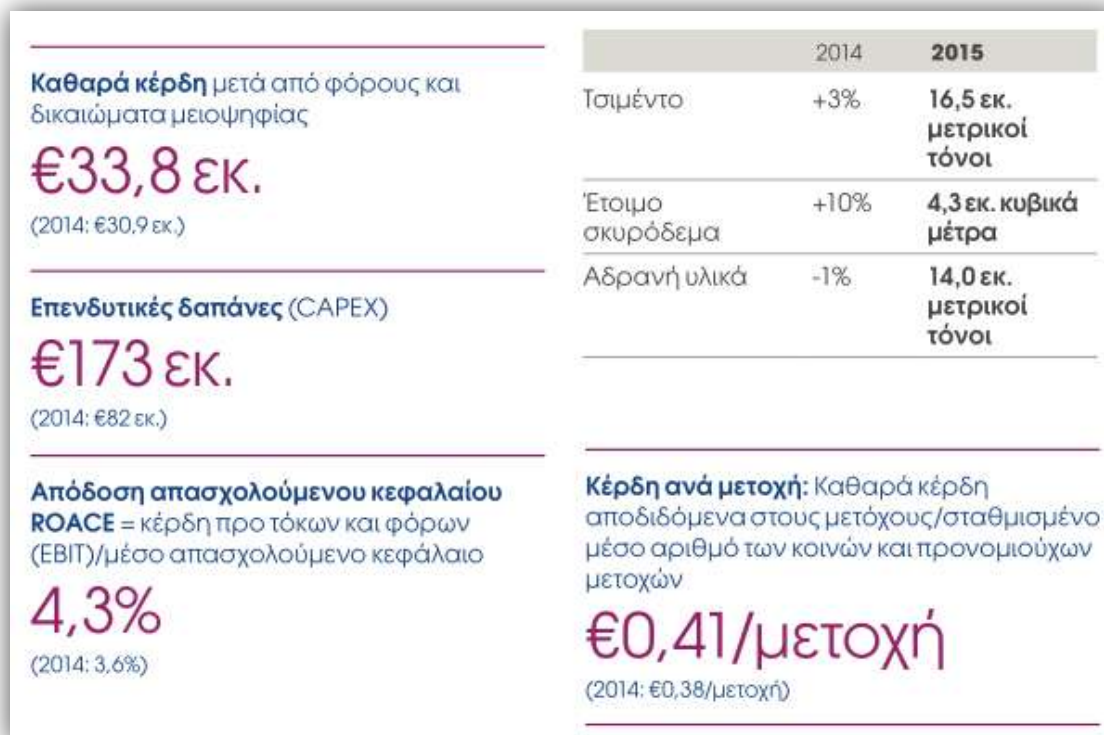 Καθαρά κέρδη μετά από φόρους και
δικαιώματα μειοψηφίας
€33,8 εκ.
(2014: €30,9 εκ.)
Επενδυτικές δαπάνες (CAPEX)
€173 εκ.
(2014: €82 εκ.)
Απόδοση απασχολούμενου κεφαλαίου
ROACE = κέρδη προ τόκων και φόρων
(EBIT)/μέσο απασχολούμενο κεφάλαιο
4,3%
(2014: 3,6%)
2014 2015
Τσιμέντο +3% 16,5 εκ.
μετρικοί
τόνοι
Έτοιμο +10% 4,3 εκ. κυβικά
σκυρόδεμα μέτρα
Αδρανή υλικά -1% 14,0 εκ.
μετρικοί
τόνοι
Κέρδη ανά μετοχή: Καθαρά κέρδη
αποδιδόμενα στους μετόχους/σταθμισμένο
μέσο αριθμό των κοινών και προνομιούχων
μετοχών
€0,41/μετοχή
(2014: €0,38/μετοχή)